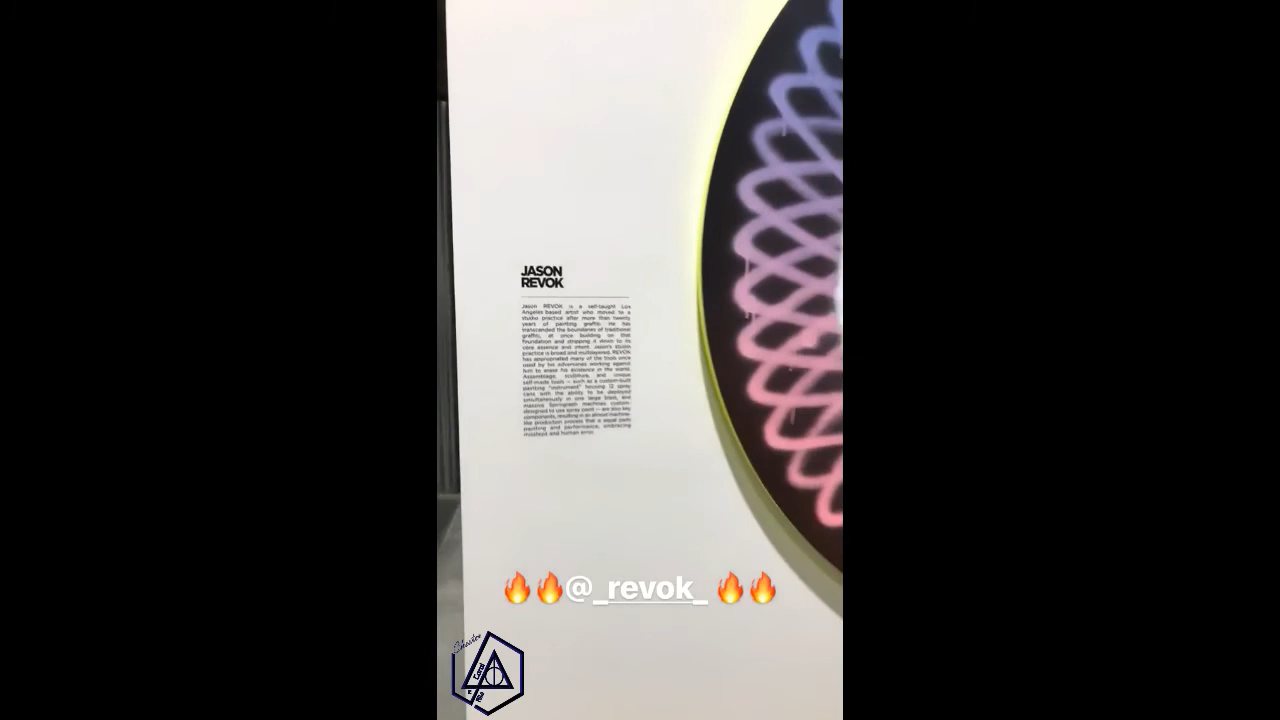 JASON
REVOK
Jason REVOK is a self-taught Los
Angeles based artist who moved to a
studio practice after more than twenty
years of painting graffiti. He has
transcended the boundaries of traditional
graffiti, at once building on that
foundation and stripping it down to its
very essence and intent. Jason's studio
practice is broad and multilayered. REVOK
has appropriated many of the tools once
used by his adversaries working against
him to erase his existence in the world.
Assemblage, sculpture, and unique
self-made tools — such as a custom-built
painting "instrument" housing 12 spray
cans with the ability to be deployed
simultaneously in one large blast, and
massive Spirograph machines custom-
designed to use spray paint — are also key
components, resulting in an almost machine-
like production process that is equal parts
painting and performance, embracing
missteps and human error.
🔥🔥@_revok_ 🔥🔥